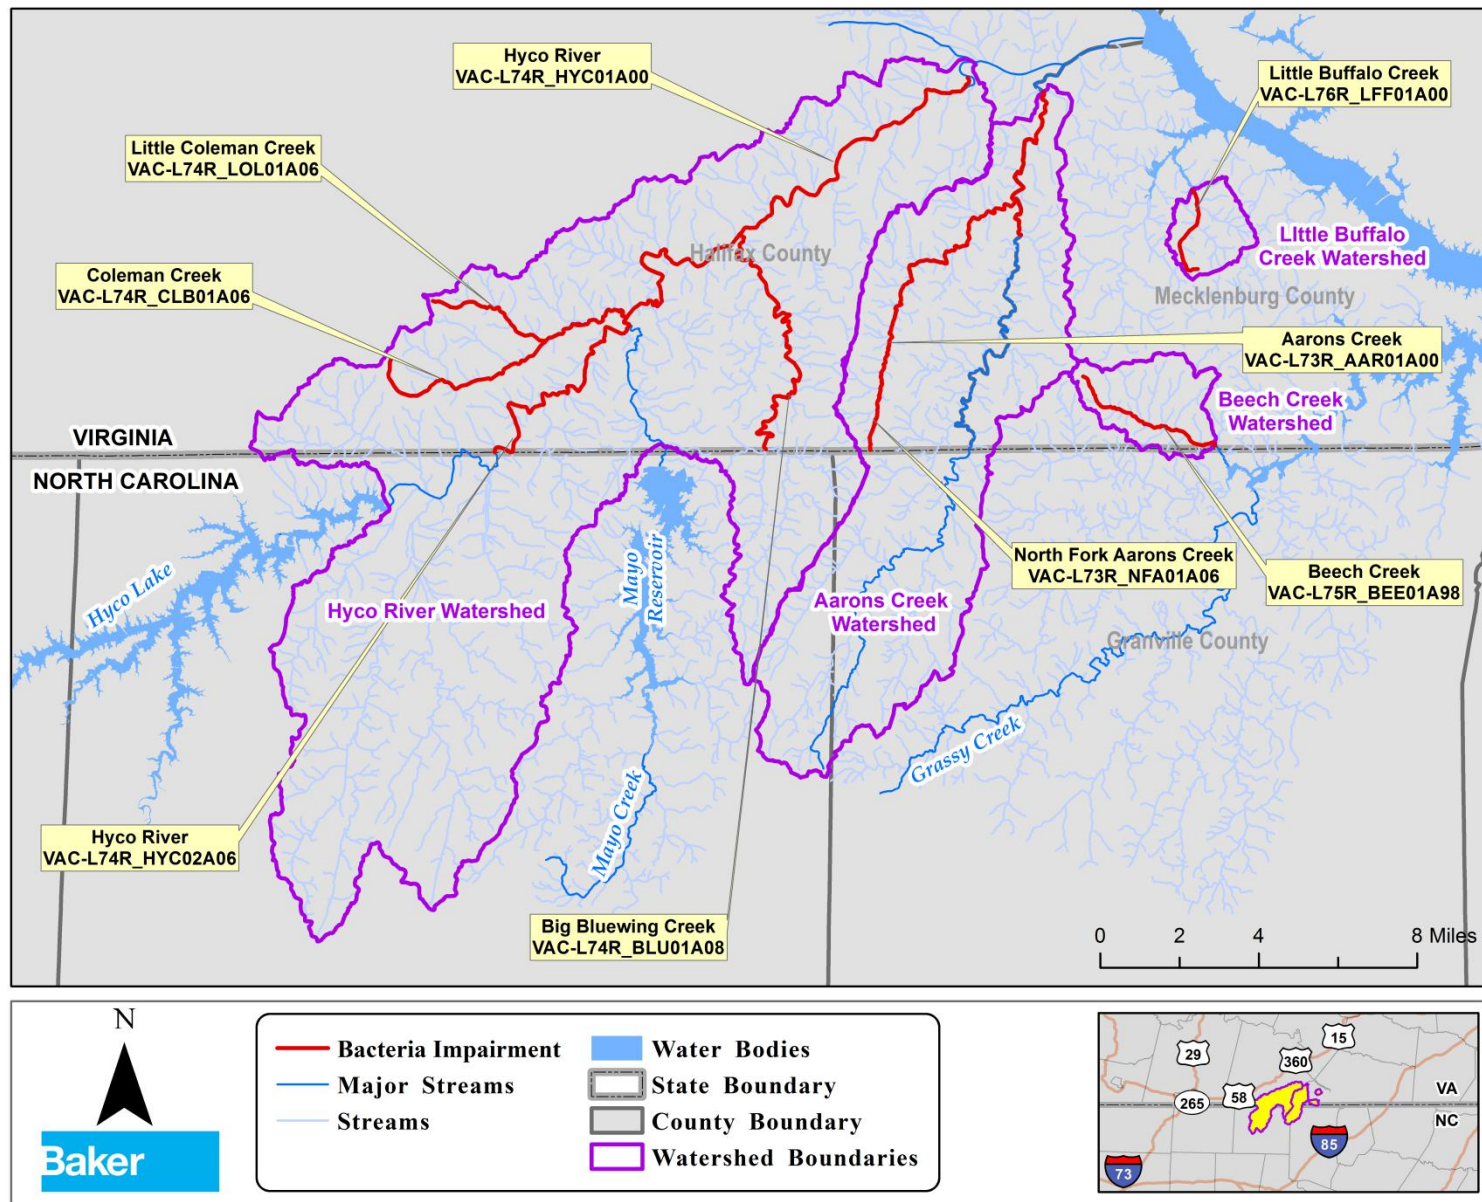 Hyco River
VAC-L74R_HYC01A00
Little Buffalo Creek
VAC-L76R_LFF01A00
Little Coleman Creek
VAC-L74R_LOL01A06
Coleman Creek
VAC-L74R_CLB01A06
Halifax County
LIttle Buffalo
Creek Watershed
Mecklenburg County
Aarons Creek
VAC-L73R_AAR01A00
Beech Creek
Watershed
VIRGINIA
NORTH CAROLINA
Hyco Lake
Hyco River Watershed
Mayo
Reservoir
Aarons Creek
Watershed
North Fork Aarons Creek
VAC-L73R_NFA01A06
Beech Creek
VAC-L75R_BEE01A98
Granville County
Grassy Creek
Mayo Creek
Hyco River
VAC-L74R_HYC02A06
Big Bluewing Creek
VAC-L74R_BLU01A08
0 2 4 8 Miles
N
Baker
Bacteria Impairment
Major Streams
Streams
Water Bodies
State Boundary
County Boundary
Watershed Boundaries
15
29
360
58
265
VA
NC
85
73